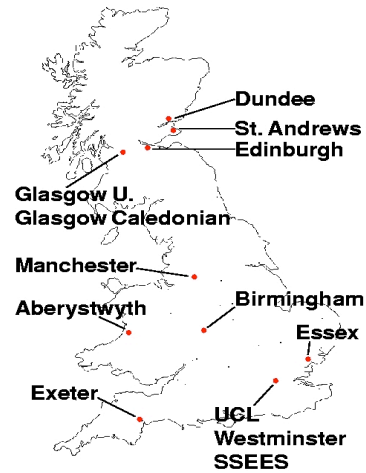 Dundee
St. Andrews
Edinburgh
Glasgow U.
Glasgow Caledonian
Manchester
Aberystwyth
Birmingham
Essex
Exeter
UCL
Westminster
SSEES